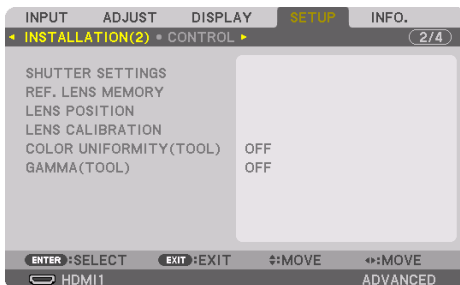 INPUT ADJUST DISPLAY SETUP INFO.
◄ INSTALLATION(2) • CONTROL ► 2/4
SHUTTER SETTINGS
REF. LENS MEMORY
LENS POSITION
LENS CALIBRATION
COLOR UNIFORMITY(TOOL) OFF
GAMMA(TOOL) OFF
ENTER :SELECT EXIT :EXIT ♦:MOVE ◂▸:MOVE
HDMI1 ADVANCED